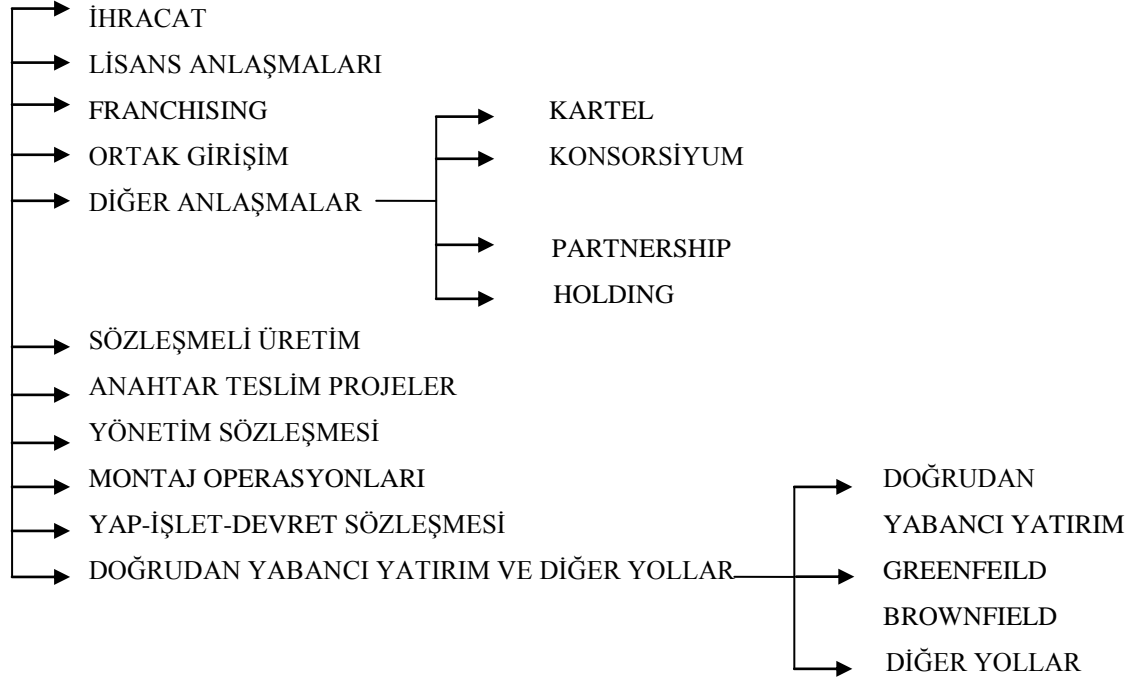 İHRACAT
LİSANS ANLAŞMALARI
FRANCHISING
ORTAK GİRİŞİM
DİĞER ANLAŞMALAR
KARTEL
KONSORSİYUM
PARTNERSHIP
HOLDING
SÖZLEŞMELİ ÜRETİM
ANAHTAR TESLİM PROJELER
YÖNETİM SÖZLEŞMESİ
MONTAJ OPERASYONLARI
YAP-İŞLET-DEVRET SÖZLEŞMESİ
DOĞRUDAN YABANCI YATIRIM VE DİĞER YOLLAR
DOĞRUDAN
YABANCI YATIRIM
GREENFEILD
BROWNFIELD
DİĞER YOLLAR